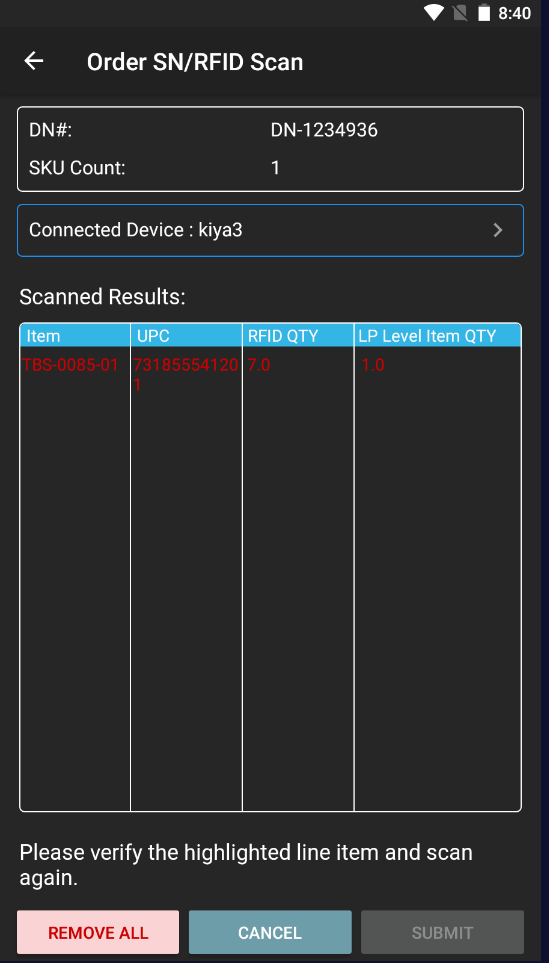 8:40
Order SN/RFID Scan
DN#: DN-1234936
SKU Count: 1
Connected Device : kiya3
Scanned Results:
Item UPC RFID QTY LP Level Item QTY
TBS-0085-01 73185554120 7.0 1.0
1
Please verify the highlighted line item and scan
again.
REMOVE ALL CANCEL SUBMIT